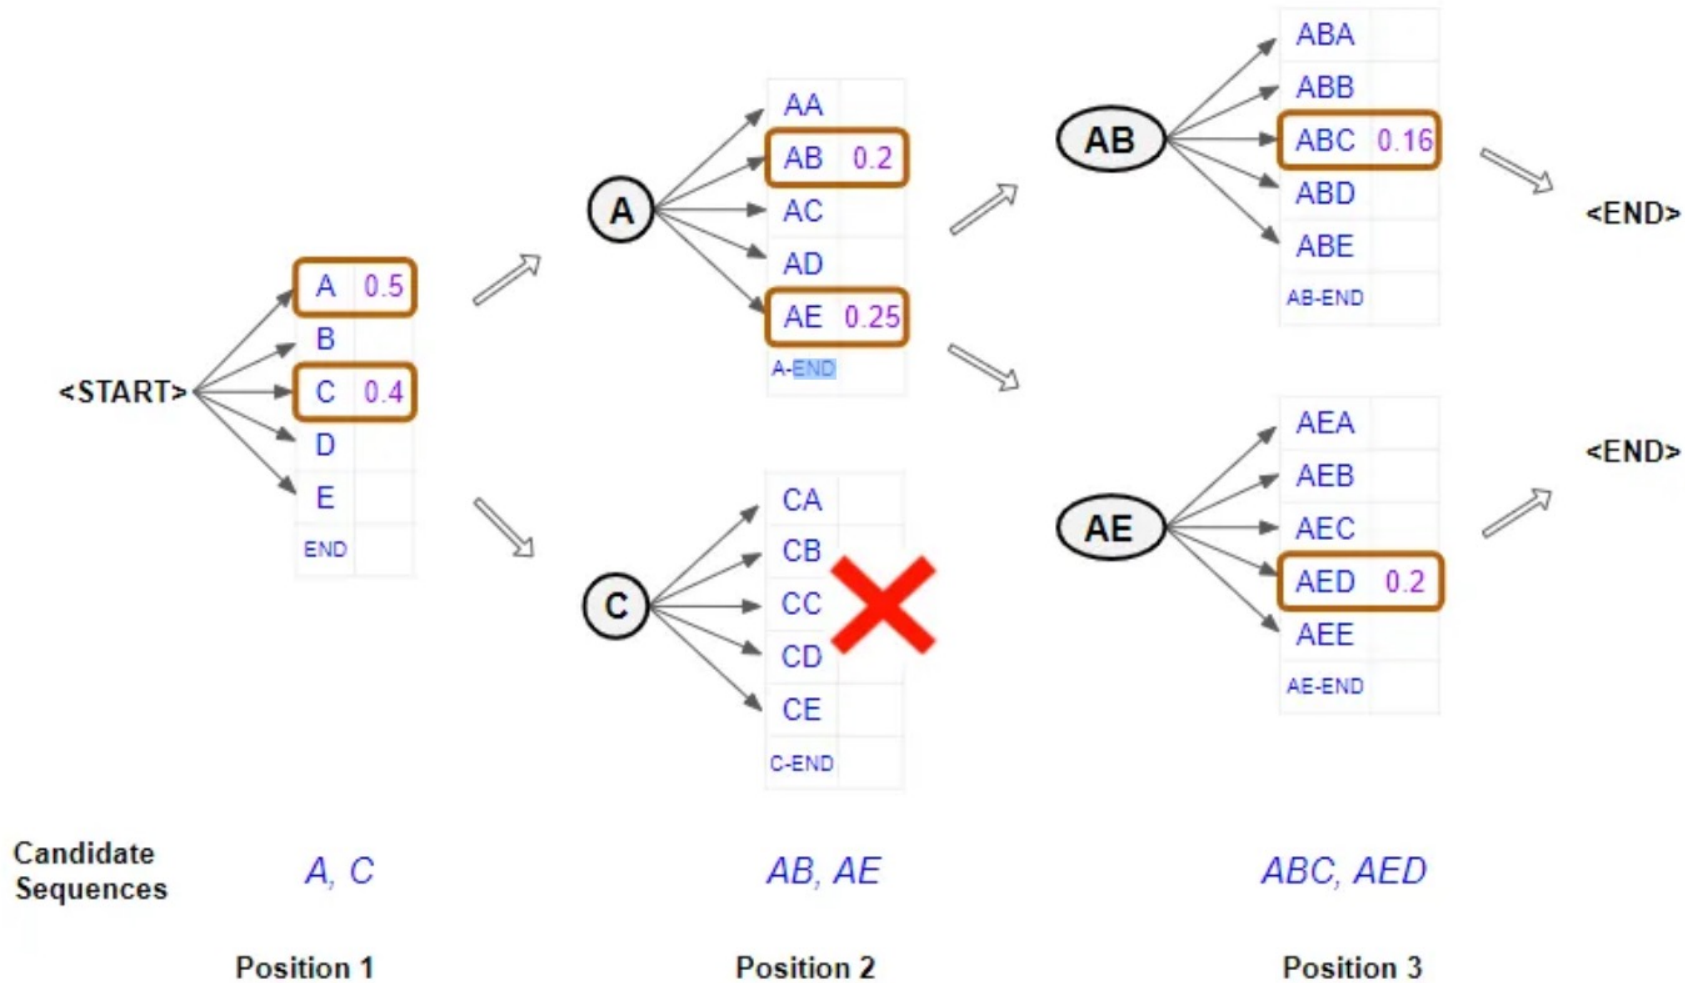 <START>
A 0.5
B
C 0.4
D
E
END
A
AA
AB 0.2
AC
AD
AE 0.25
A-END
C
CA
CB
CC
CD
CE
C-END
AB
ABA
ABB
ABC 0.16
ABD
ABE
AB-END
<END>
AE
AEA
AEB
AEC
AED 0.2
AEE
AE-END
<END>
Candidate
Sequences
A, C
AB, AE
ABC, AED
Position 1
Position 2
Position 3